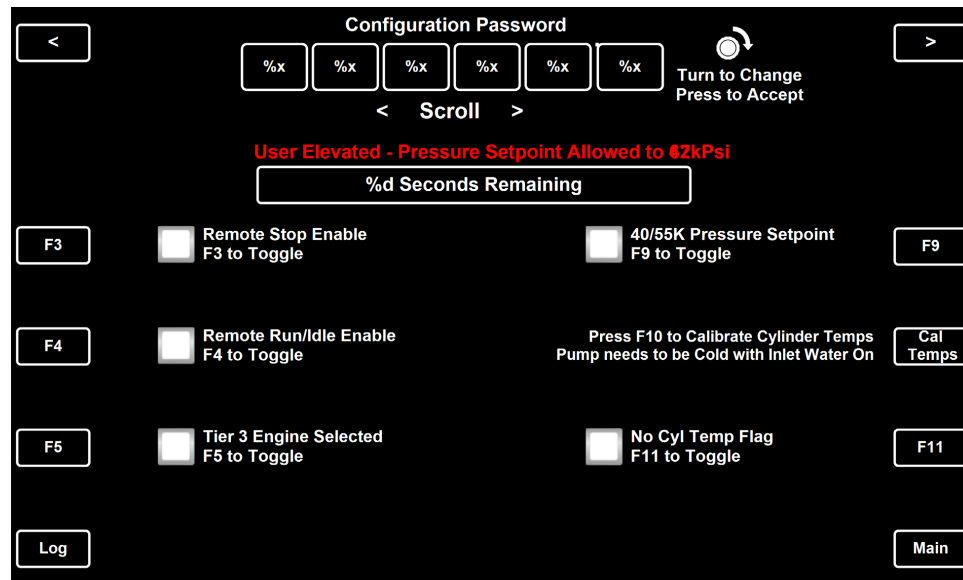 <
Configuration Password
>
%x %x %x %x %x %x
Turn to Change
Press to Accept
< Scroll >
User Elevated - Pressure Setpoint Allowed to
%d Seconds Remaining
F3
Remote Stop Enable
F3 to Toggle
40/55K Pressure Setpoint
F9 to Toggle
F9
F4
Remote Run/Idle Enable
F4 to Toggle
Press F10 to Calibrate Cylinder Temps
Pump needs to be Cold with Inlet Water On
Cal
Temps
F5
Tier 3 Engine Selected
F5 to Toggle
No Cyl Temp Flag
F11 to Toggle
F11
Log
Main